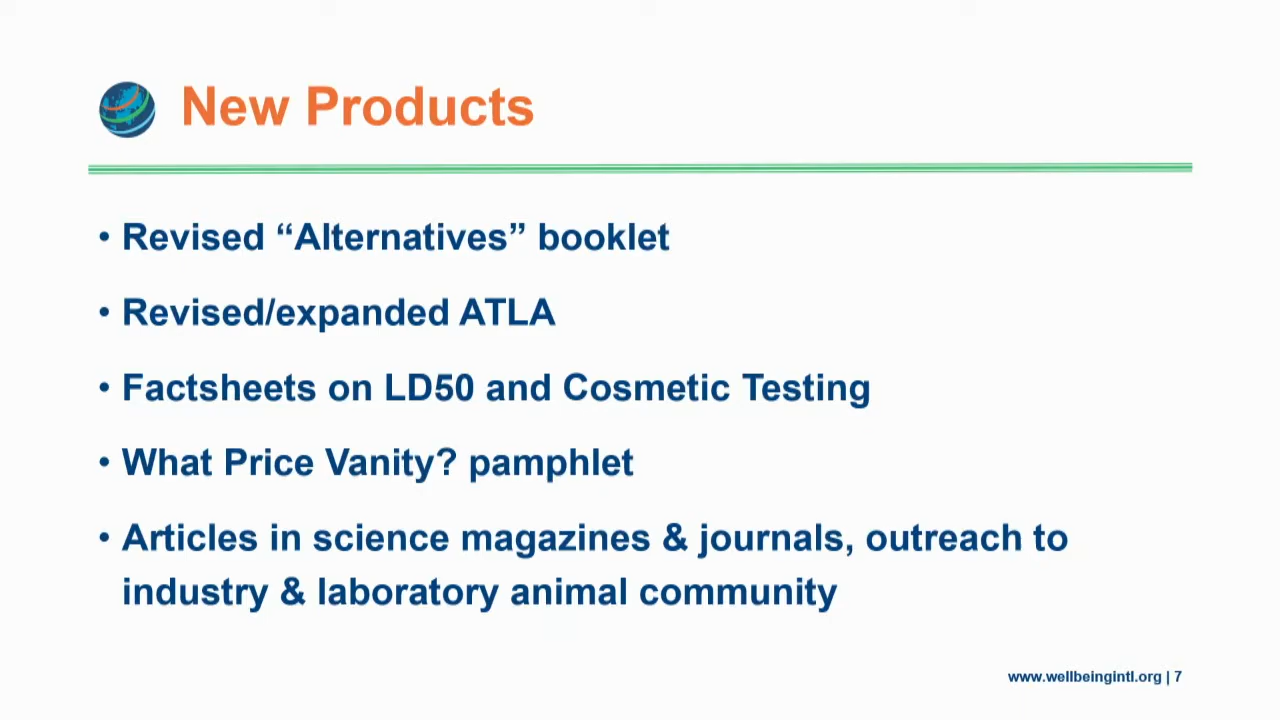 New Products
• Revised “Alternatives” booklet
• Revised/expanded ATLA
• Factsheets on LD50 and Cosmetic Testing
• What Price Vanity? pamphlet
• Articles in science magazines & journals, outreach to
industry & laboratory animal community
www.wellbeingintl.org | 7